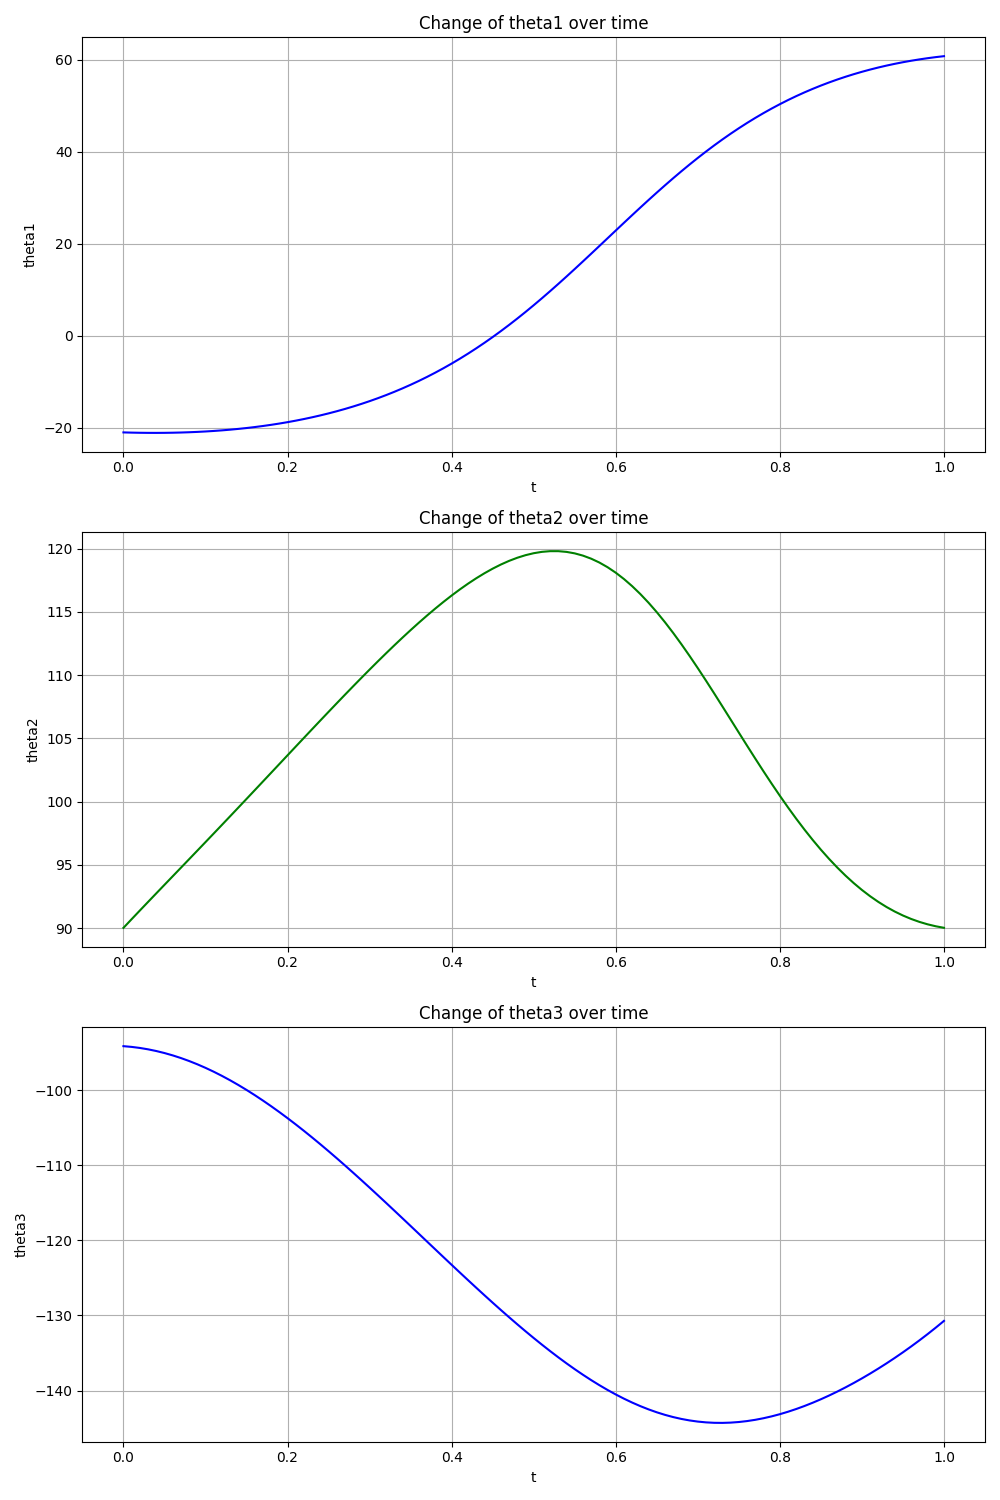 Change of theta1 over time
60
40
20
0
−20
theta1
0.0 0.2 0.4 0.6 0.8 1.0
t
Change of theta2 over time
120
115
110
105
100
95
90
theta2
0.0 0.2 0.4 0.6 0.8 1.0
t
Change of theta3 over time
−100
−110
−120
−130
−140
theta3
0.0 0.2 0.4 0.6 0.8 1.0
t